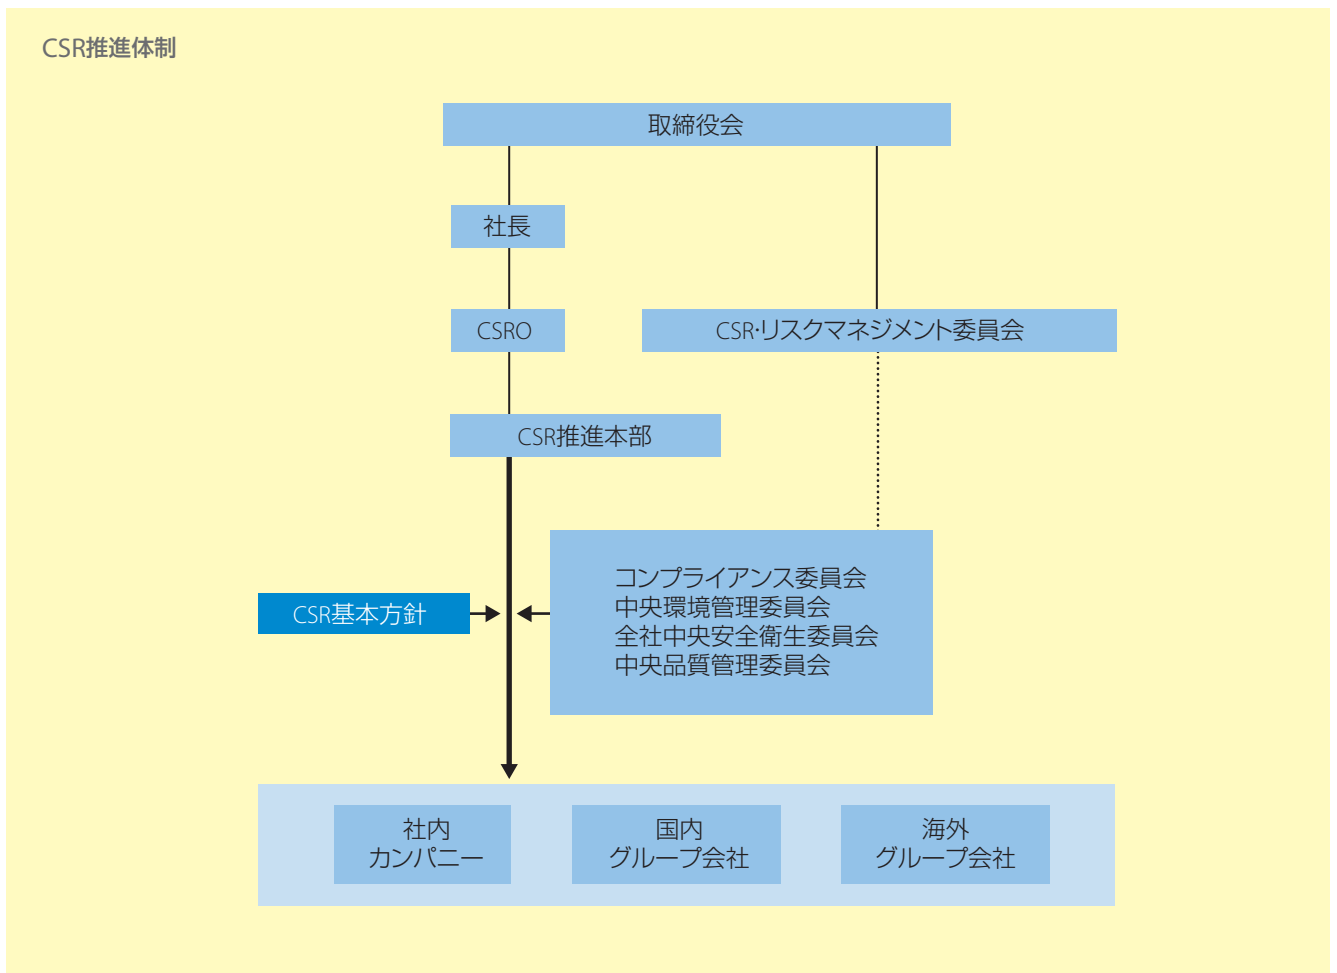 CSR推進体制
取締役会
社長
CSRO
CSR・リスクマネジメント委員会
CSR推進本部
コンプライアンス委員会
中央環境管理委員会
全社中央安全衛生委員会
中央品質管理委員会
CSR基本方針
社内
カンパニー
国内
グループ会社
海外
グループ会社